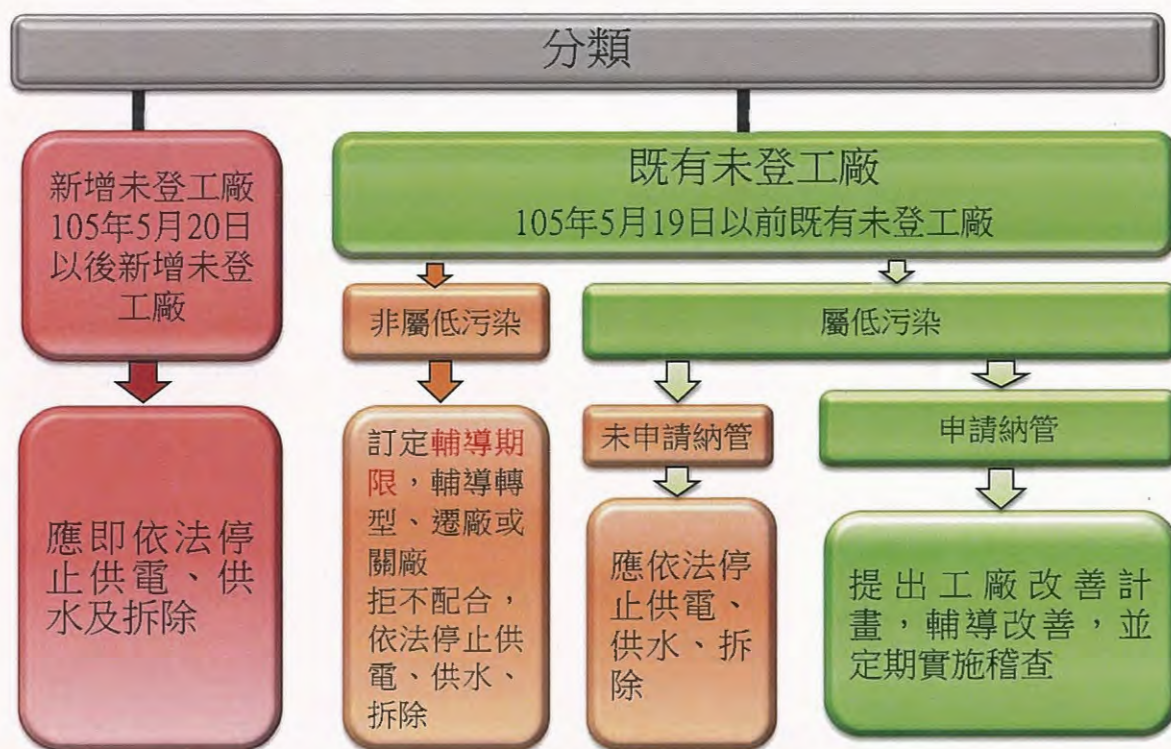 分類
新增未登工廠
105年5月20日
以後新增未登
工廠
應即依法停
止供電、供
水及拆除
既有未登工廠
105年5月19日以前既有未登工廠
非屬低污染
訂定輔導期
限，輔導轉
型、遷廠或
關廠
拒不配合，
依法停止供
電、供水、
拆除
屬低污染
未申請納管
應依法停
止供電、
供水、拆
除
申請納管
提出工廠改善計
畫，輔導改善，並
定期實施稽查